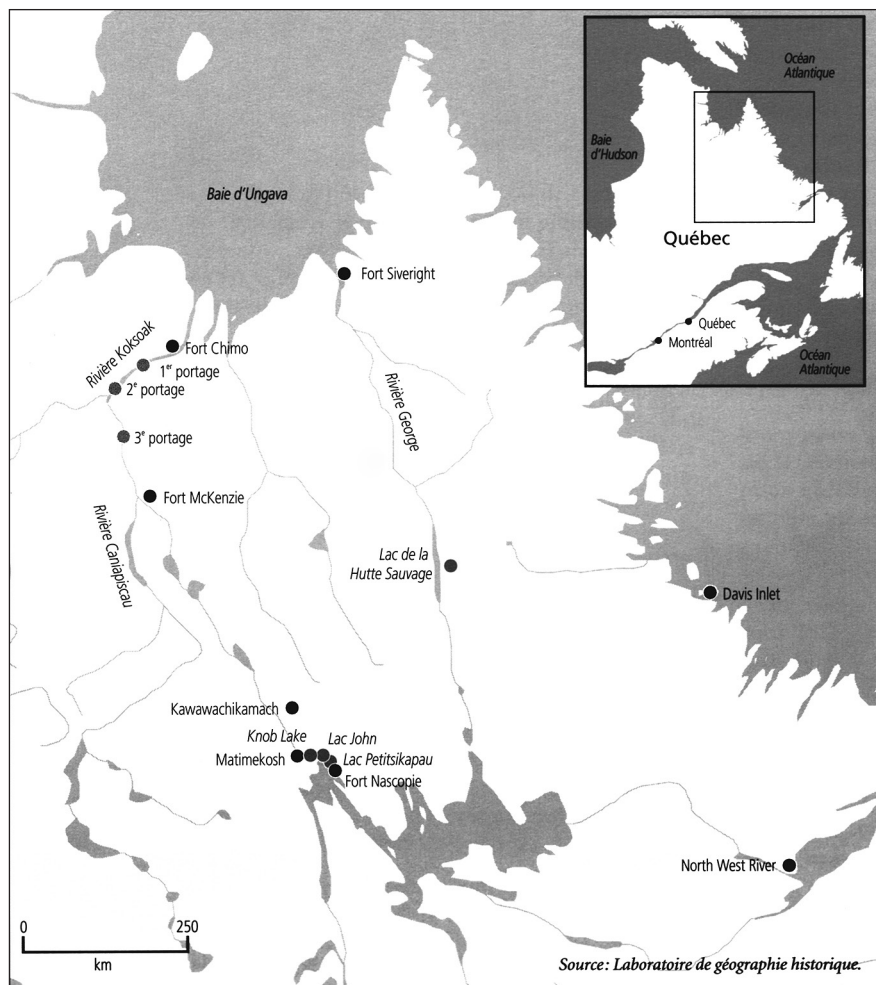 Océan
Atlantique
Baie
d'Hudson
Québec
Québec
Montréal
Océan
Atlantique
Baie d'Ungava
Fort Siveright
Rivière Koksoak
Fort Chimo
1er portage
2e portage
Rivière George
3e portage
Fort McKenzie
Rivière Caniapiscau
Lac de la
Hutte Sauvage
Davis Inlet
Kawawachikamach
Knob Lake
Lac John
Matimekosh
Lac Petitsikapau
Fort Nascopie
North West River
0
250
km
Source: Laboratoire de géographie historique.